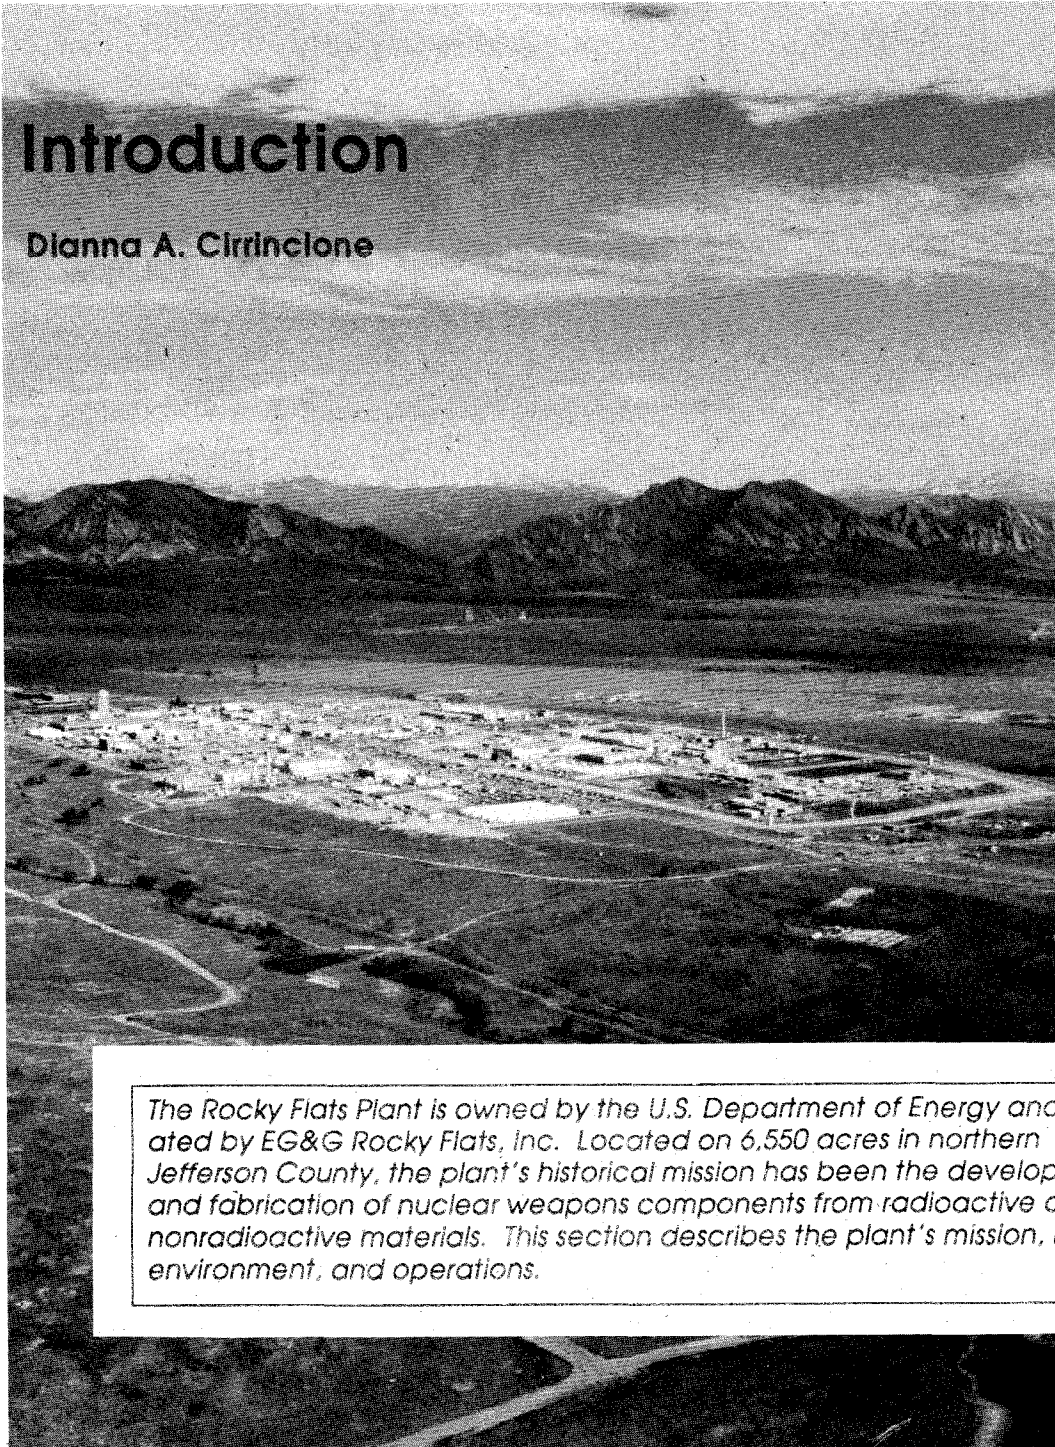 Introduction
Dianna A. Cirrincione
The Rocky Flats Plant is owned by the U.S. Department of Energy and
ated by EG&G Rocky Flats, Inc. Located on 6,550 acres in northern
Jefferson County, the plant's historical mission has been the develop
and fabrication of nuclear weapons components from radioactive
nonradioactive materials. This section describes the plant's mission,
environment, and operations.